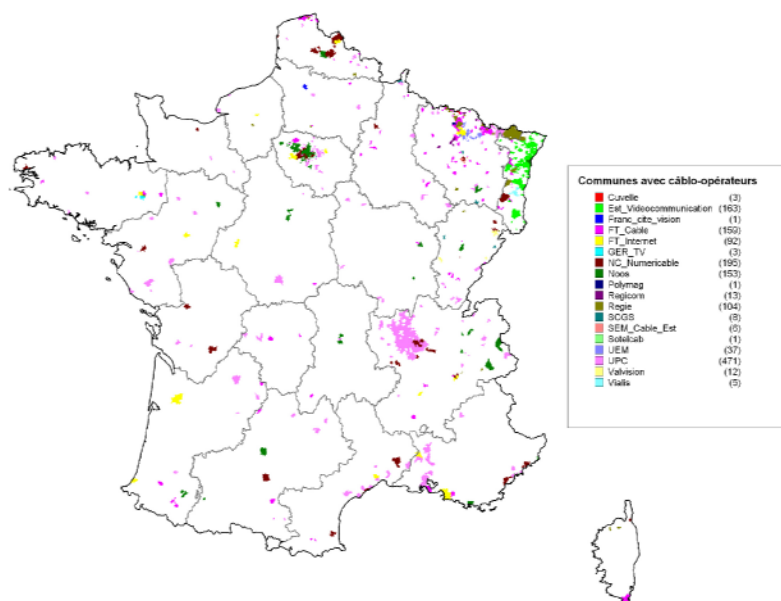 Communes avec câblo-opérateurs
Cuvelle (3)
Est_Videocommunication (163)
Franc_cite_vision (1)
FT_Cable (159)
FT_Internet (92)
GER_TV (3)
NC_Numericable (195)
Noos (153)
Polymag (1)
Regicom (13)
Regie (104)
SCGS (8)
SEM_Cable_Est (6)
Sotelcab (1)
UEM (37)
UPC (471)
Valvision (12)
Vialis (5)